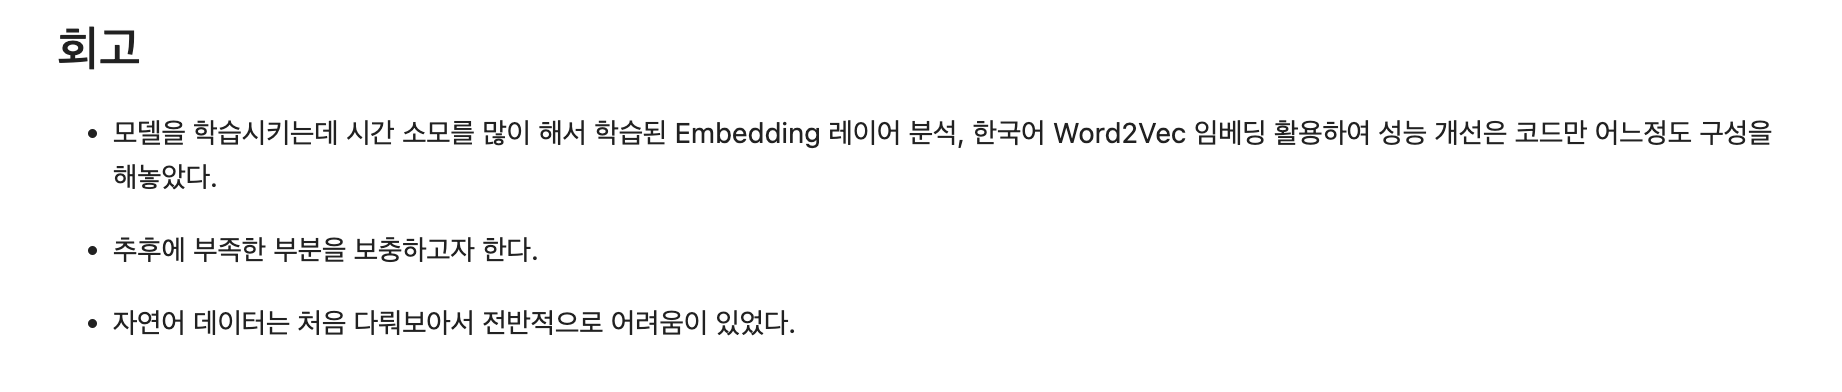 회고
• 모델을 학습시키는데 시간 소모를 많이 해서 학습된 Embedding 레이어 분석, 한국어 Word2Vec 임베딩 활용하여 성능 개선은 코드만 어느정도 구성을
해놓았다.
• 추후에 부족한 부분을 보충하고자 한다.
• 자연어 데이터는 처음 다뤄보아서 전반적으로 어려움이 있었다.